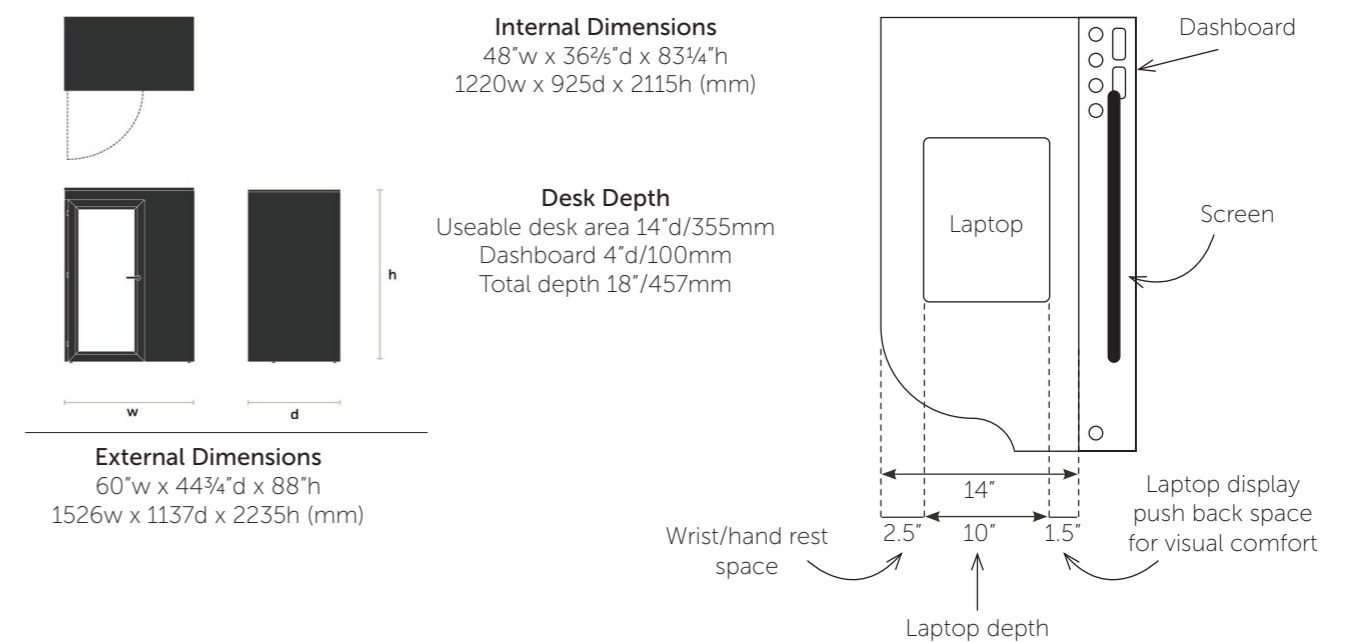 Internal Dimensions
48”w x 36⅖”d x 83¼”h
1220w x 925d x 2115h (mm)
Desk Depth
Useable desk area 14”d/355mm
Dashboard 4”d/100mm
Total depth 18”/457mm
h
w
d
External Dimensions
60”w x 44¾”d x 88”h
1526w x 1137d x 2235h (mm)
Dashboard
Laptop
Screen
14”
2.5”
10”
1.5”
Wrist/hand rest
space
Laptop depth
Laptop display
push back space
for visual comfort